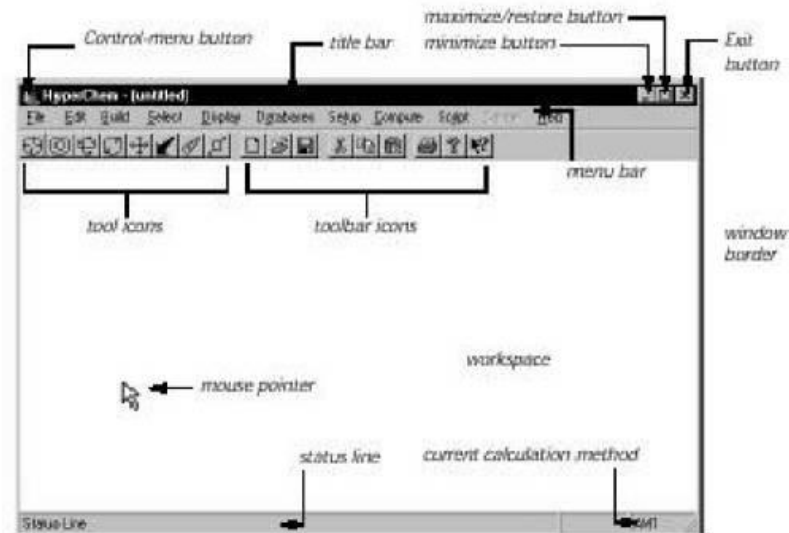 maximize/restore button
Control-menu button
title bar
minimize button
Exit button
HyperChem - (untitled)
File Edit Build Select Display Databases Setup Compute Script Help
menu bar
tool icons
toolbar icons
window border
workspace
mouse pointer
status line
current calculation method
Status Line
AM1